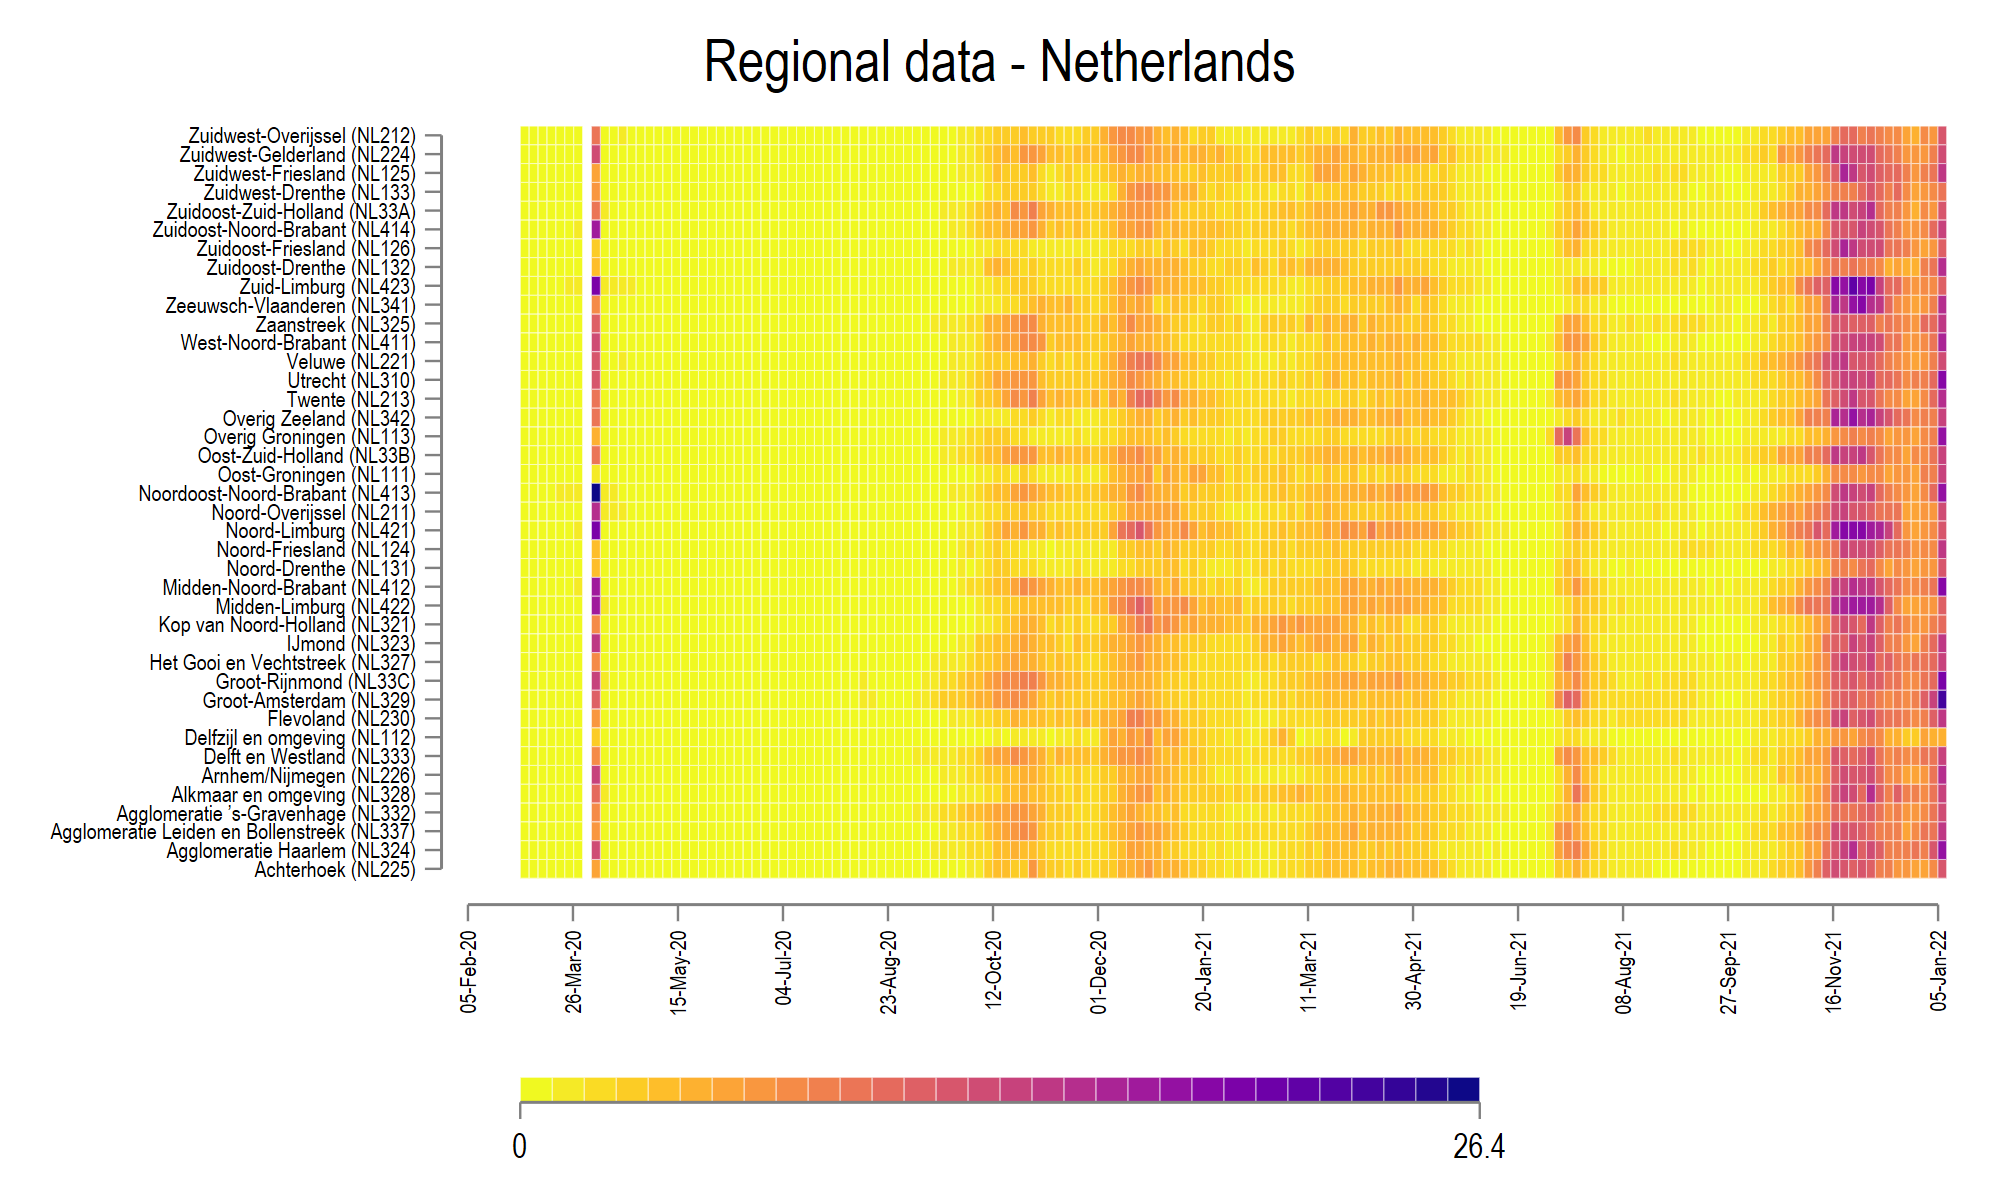 Regional data - Netherlands
Zuidwest-Overijssel (NL212)
Zuidwest-Gelderland (NL224)
Zuidwest-Friesland (NL125)
Zuidwest-Drenthe (NL133)
Zuidoost-Zuid-Holland (NL33A)
Zuidoost-Noord-Brabant (NL414)
Zuidoost-Friesland (NL126)
Zuidoost-Drenthe (NL132)
Zuid-Limburg (NL423)
Zeeuwsch-Vlaanderen (NL341)
Zaanstreek (NL325)
West-Noord-Brabant (NL411)
Veluwe (NL221)
Utrecht (NL310)
Twente (NL213)
Overig Zeeland (NL342)
Overig Groningen (NL113)
Oost-Zuid-Holland (NL33B)
Oost-Groningen (NL111)
Noordoost-Noord-Brabant (NL413)
Noord-Overijssel (NL211)
Noord-Limburg (NL421)
Noord-Friesland (NL124)
Noord-Drenthe (NL131)
Midden-Noord-Brabant (NL412)
Midden-Limburg (NL422)
Kop van Noord-Holland (NL321)
IJmond (NL323)
Het Gooi en Vechtstreek (NL327)
Groot-Rijnmond (NL33C)
Groot-Amsterdam (NL329)
Flevoland (NL230)
Delfzijl en omgeving (NL112)
Delft en Westland (NL333)
Arnhem/Nijmegen (NL226)
Alkmaar en omgeving (NL328)
Agglomeratie 's-Gravenhage (NL332)
Agglomeratie Leiden en Bollenstreek (NL337)
Agglomeratie Haarlem (NL324)
Achterhoek (NL225)
05-Feb-20
26-Mar-20
15-May-20
04-Jul-20
23-Aug-20
12-Oct-20
01-Dec-20
20-Jan-21
11-Mar-21
30-Apr-21
19-Jun-21
08-Aug-21
27-Sep-21
16-Nov-21
05-Jan-22
0
26.4